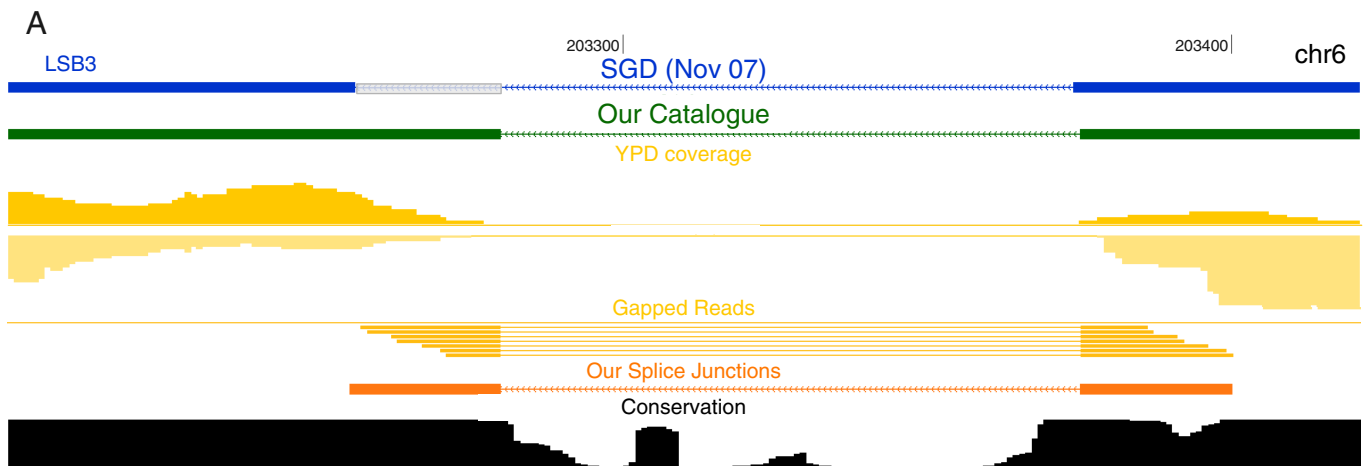 A
203300
203400
chr6
LSB3
SGD (Nov 07)
Our Catalogue
YPD coverage
Gapped Reads
Our Splice Junctions
Conservation